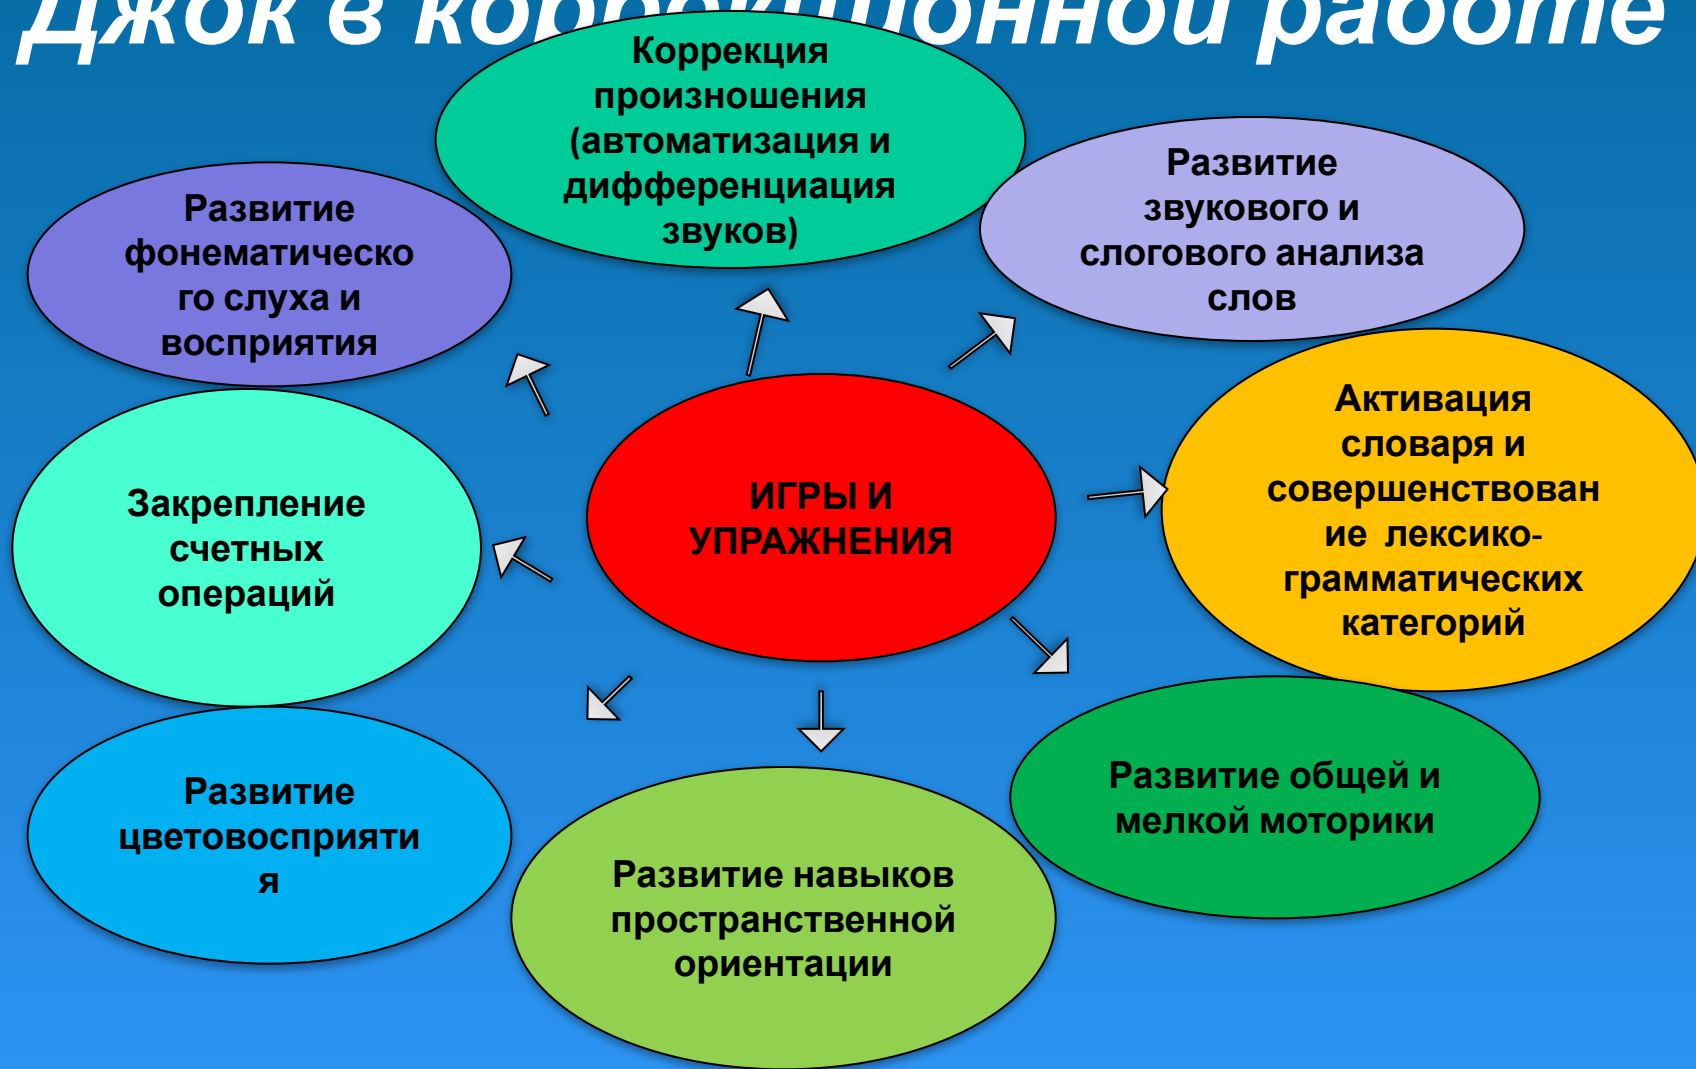 Джок в коррекционной работе
Коррекция
произношения
(автоматизация и
дифференциация
звуков)
Развитие
звукового и
слогового анализа
слов
Развитие
фонематическо
го слуха и
восприятия
Активация
словаря и
совершенствован
ие лексико-
грамматических
категорий
Закрепление
счетных
операций
ИГРЫ И
УПРАЖНЕНИЯ
Развитие общей и
мелкой моторики
Развитие
цветовосприяти
я
Развитие навыков
пространственной
ориентации